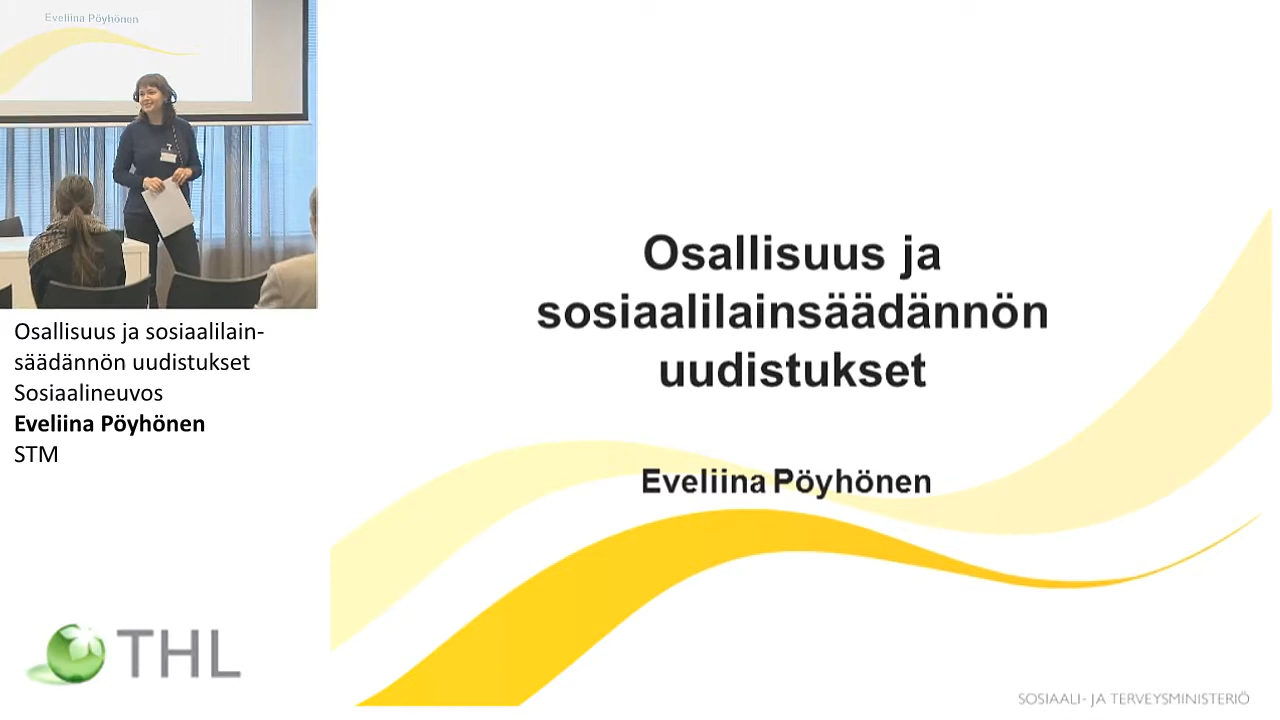 Eveliina Pöyhönen
Osallisuus ja sosiaalilain-
säädännön uudistukset
Sosiaalineuvos
Eveliina Pöyhönen
STM
THL
Osallisuus ja
sosiaalilainsäädännön
uudistukset
Eveliina Pöyhönen
SOSIAALI- JA TERVEYSMINISTERIÖ